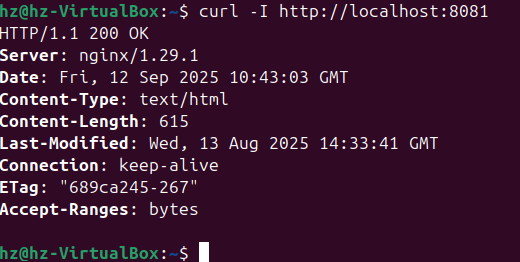 hz@hz-VirtualBox:~$ curl -I http://localhost:8081
HTTP/1.1 200 OK
Server: nginx/1.29.1
Date: Fri, 12 Sep 2025 10:43:03 GMT
Content-Type: text/html
Content-Length: 615
Last-Modified: Wed, 13 Aug 2025 14:33:41 GMT
Connection: keep-alive
ETag: "689ca245-267"
Accept-Ranges: bytes

hz@hz-VirtualBox:~$